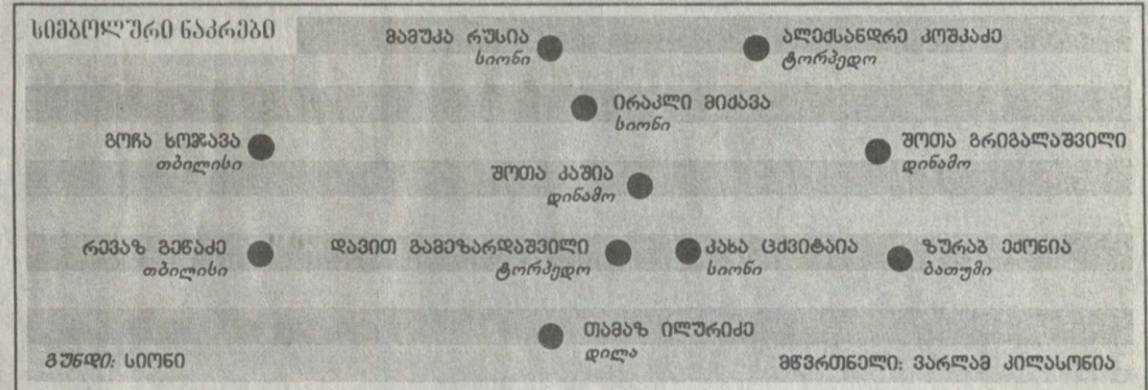 სიმბოლური ნაკრები
მამუკა რუსია
სიონი
ალექსანდრე კოშკაძე
ტორპედო
ირაკლი მიძავა
სიონი
გოჩა ხოჯავა
თბილისი
შოთა გრიგალაშვილი
დინამო
შოთა კაშია
დინამო
რევაზ გეწაძე
თბილისი
დავით გამეზარდაშვილი
ტორპედო
კახა ცქვიტაია
სიონი
ზურაბ ექონია
ბათუმი
თამაზ ილურიძე
დილა
გუნდი: სიონი
მწვრთნელი: ვარლამ კილასონია